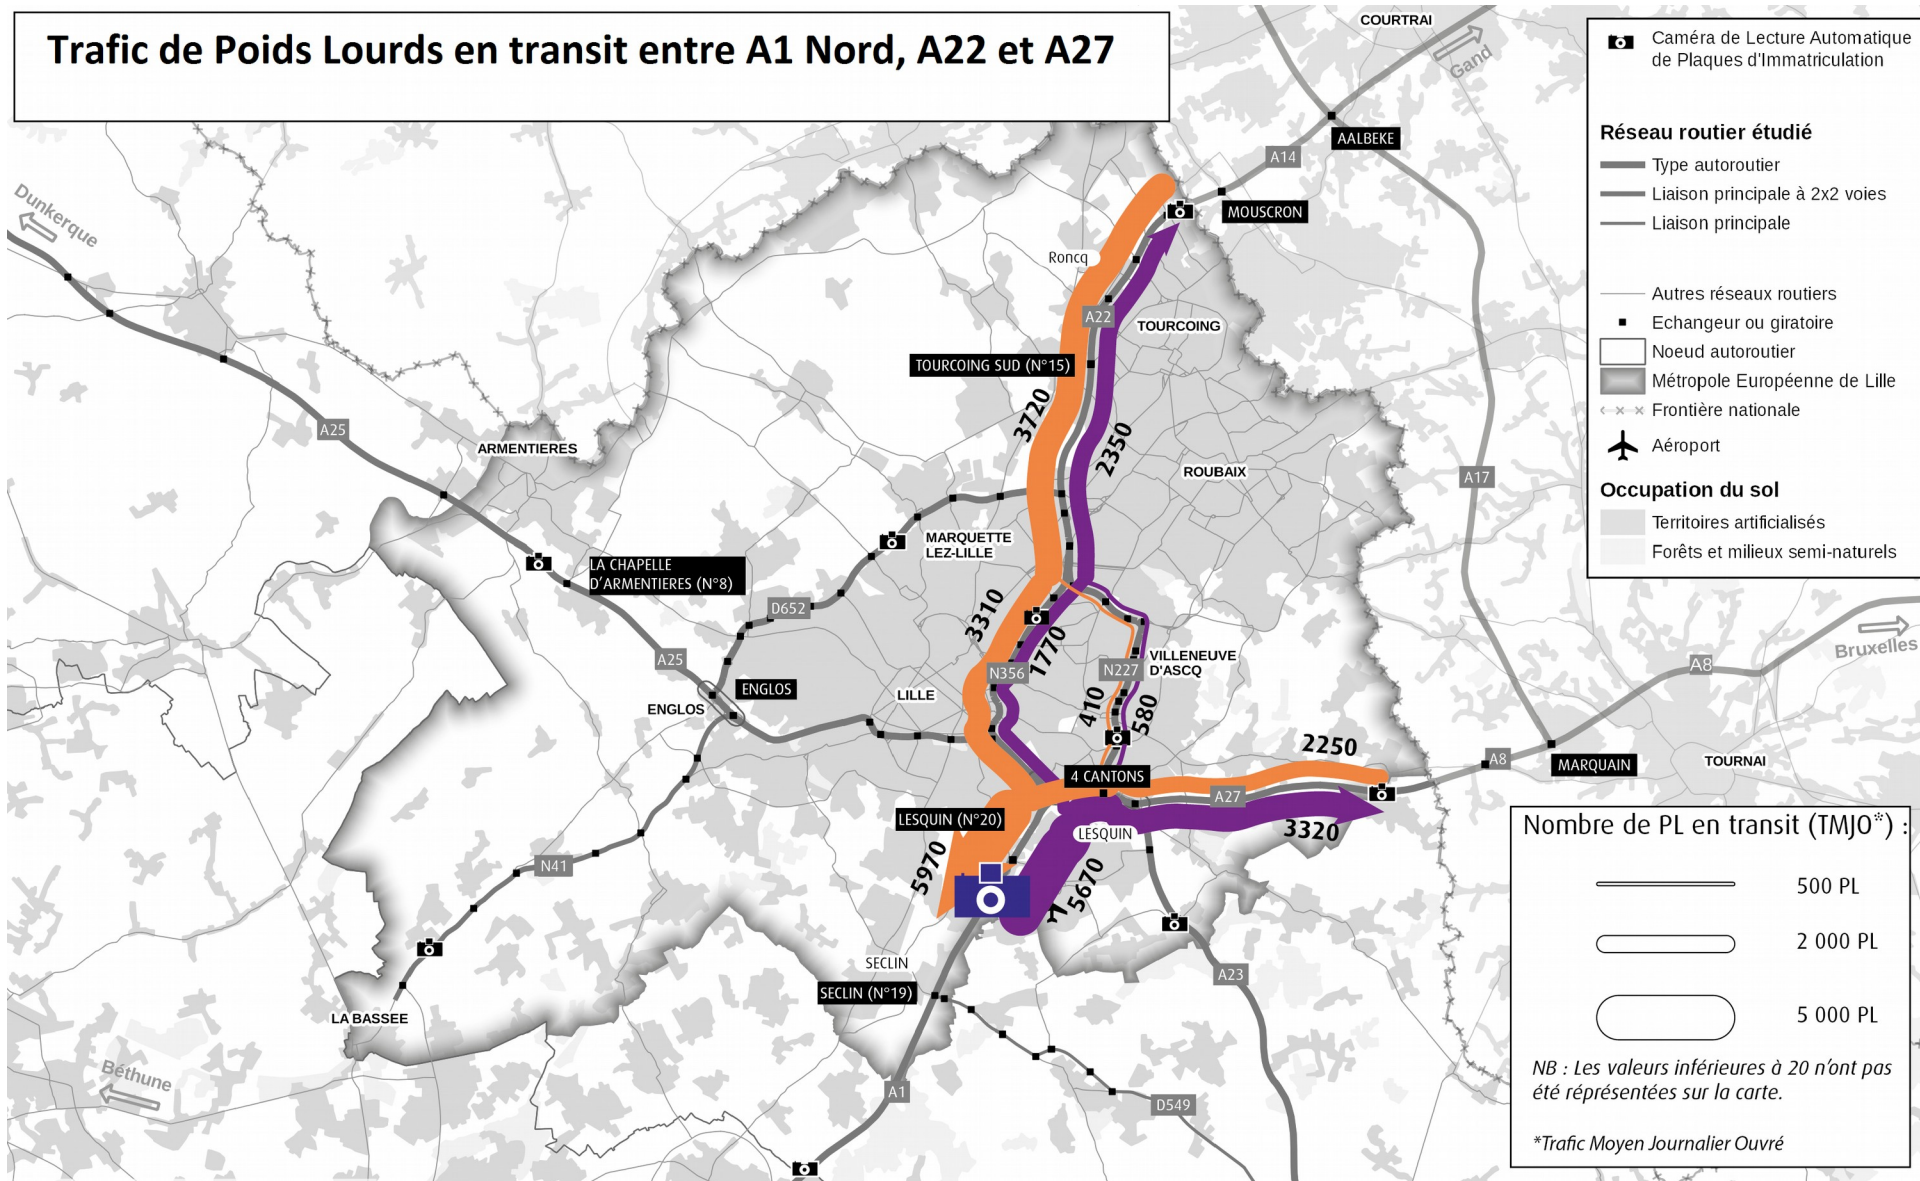 Trafic de Poids Lourds en transit entre A1 Nord, A22 et A27
COURTRAI
Gand
AALBEKE
A14
MOUSCRON
Dunkerque
Roncq
A22
TOURCOING
TOURCOING SUD (N°15)
3720
2350
A25
ARMENTIERES
ROUBAIX
A17
MARQUETTE
LEZ-LILLE
LA CHAPELLE
D'ARMENTIERES (N°8)
D652
3310
1770
A25
N356
N227
VILLENEUVE
D'ASCQ
ENGLOS
ENGLOS
LILLE
410
580
A8
Bruxelles
2250
4 CANTONS
A27
A8
MARQUAIN
TOURNAI
LESQUIN (N°20)
LESQUIN
3320
5970
5670
N41
SECLIN
SECLIN (N°19)
A23
LA BASSEE
Béthune
A1
D549
Caméra de Lecture Automatique
de Plaques d'Immatriculation
Réseau routier étudié
Type autoroutier
Liaison principale à 2x2 voies
Liaison principale
Autres réseaux routiers
Echangeur ou giratoire
Noeud autoroutier
Métropole Européenne de Lille
Frontière nationale
Aéroport
Occupation du sol
Territoires artificialisés
Forêts et milieux semi-naturels
Nombre de PL en transit (TMJO*) :
500 PL
2 000 PL
5 000 PL
NB : Les valeurs inférieures à 20 n'ont pas
été réprésentées sur la carte.
*Trafic Moyen Journalier Ouvré